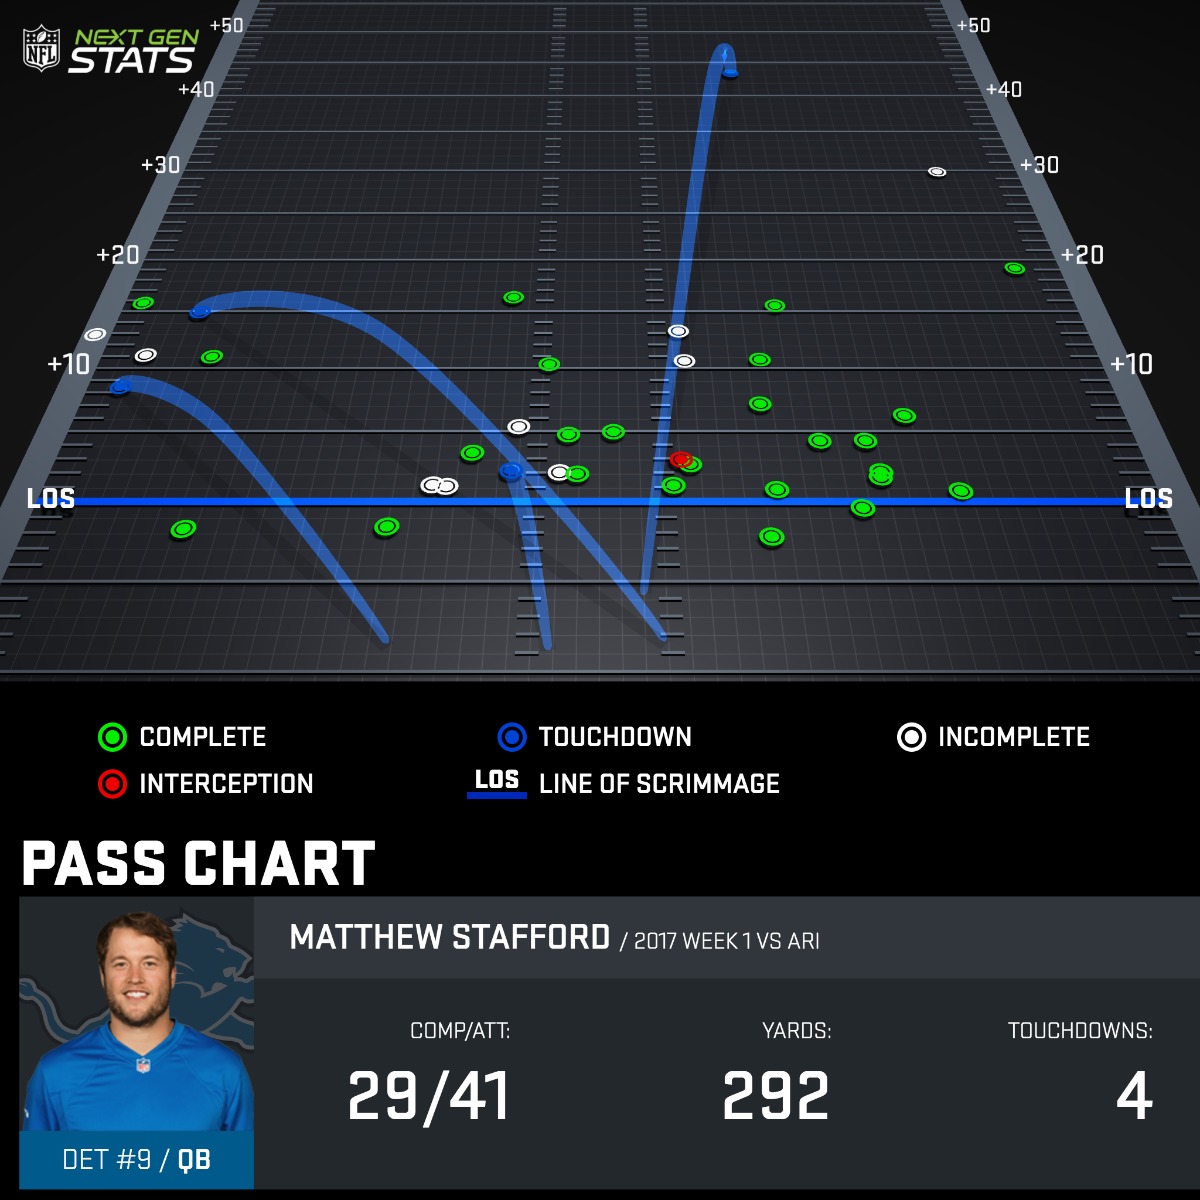 NFL NEXT GEN STATS
+50 +50
+40 +40
+30 +30
+20 +20
+10 +10
LOS LOS
COMPLETE TOUCHDOWN INCOMPLETE
INTERCEPTION LOS LINE OF SCRIMMAGE
PASS CHART
MATTHEW STAFFORD / 2017 WEEK 1 VS ARI
COMP/ATT: YARDS: TOUCHDOWNS:
29/41 292 4
DET #9 / QB